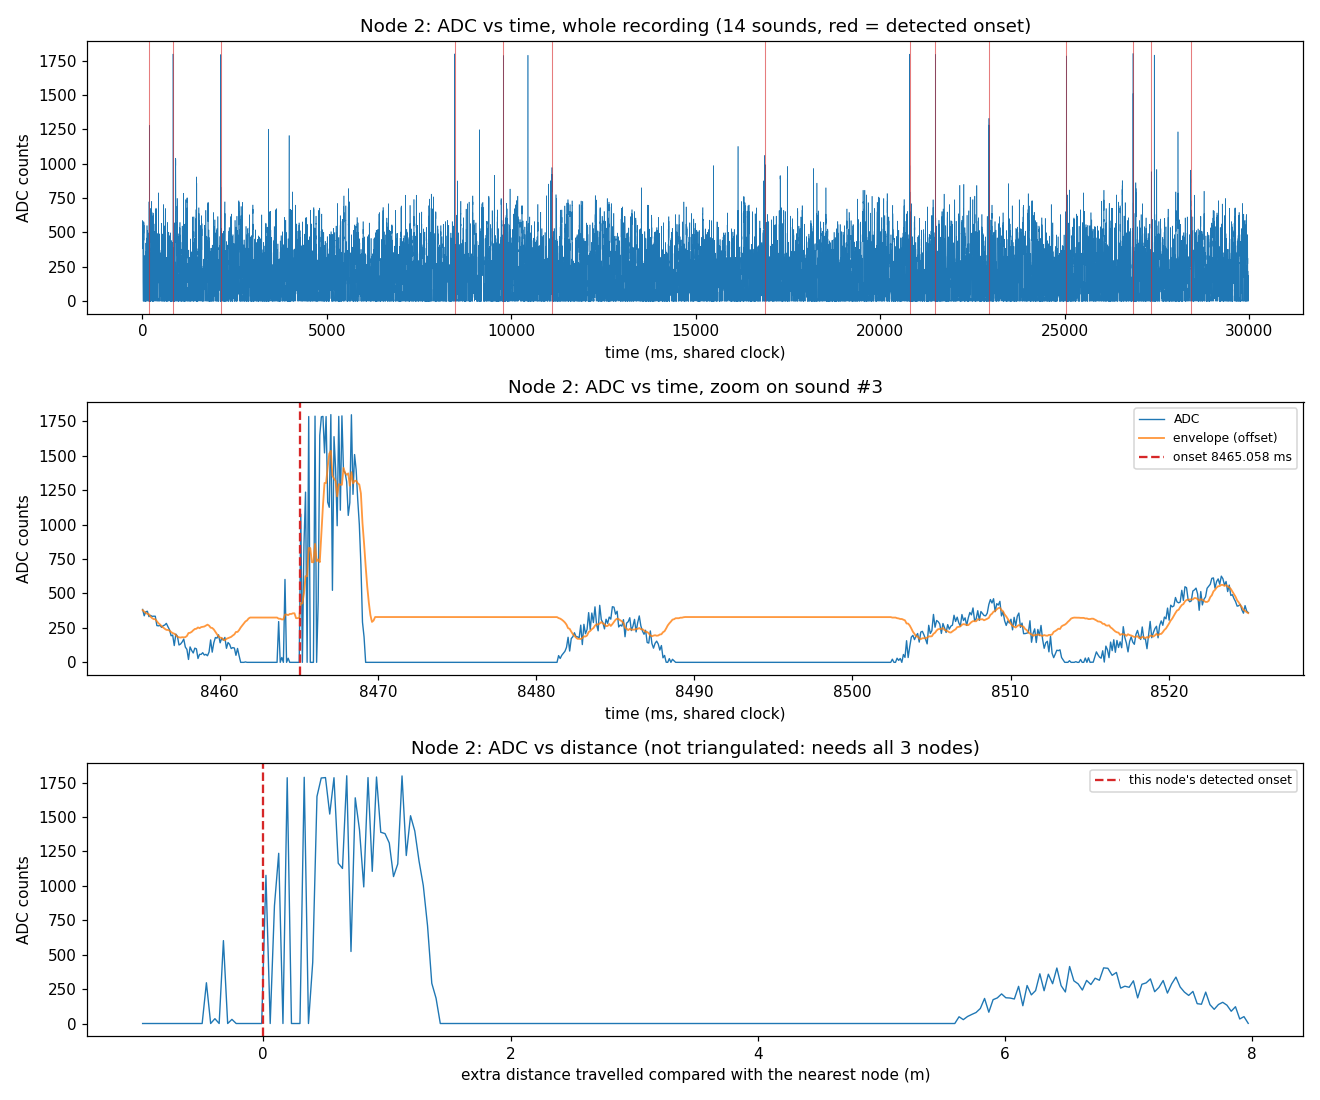 Node 2: ADC vs time, whole recording (14 sounds, red = detected onset)
1750
1500
1250
1000
750
500
250
0
ADC counts
0 5000 10000 15000 20000 25000 30000
time (ms, shared clock)
Node 2: ADC vs time, zoom on sound #3
1750
1500
1250
1000
750
500
250
0
ADC counts
ADC
envelope (offset)
onset 8465.058 ms
8460 8470 8480 8490 8500 8510 8520
time (ms, shared clock)
Node 2: ADC vs distance (not triangulated: needs all 3 nodes)
1750
1500
1250
1000
750
500
250
0
ADC counts
this node's detected onset
0 2 4 6 8
extra distance travelled compared with the nearest node (m)